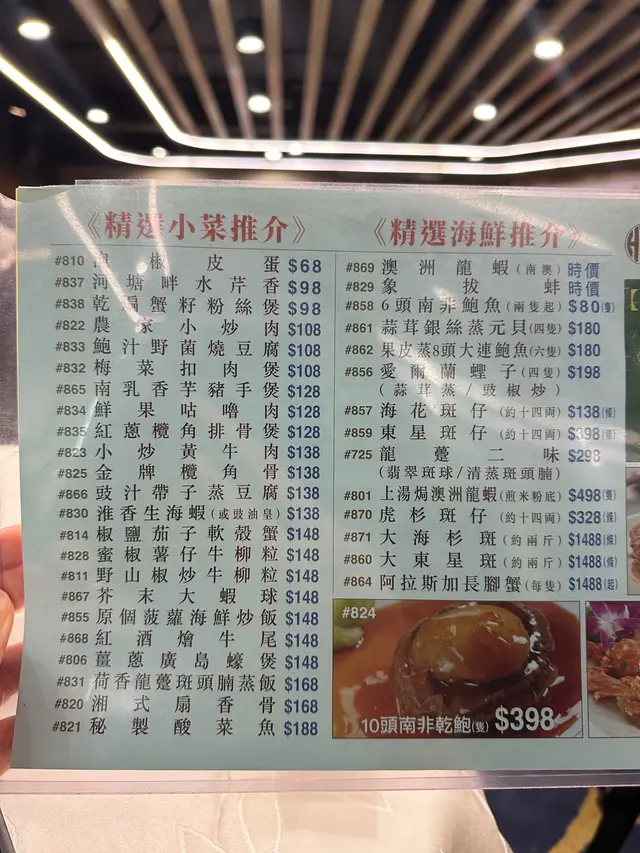 《精選小菜推介》
#810 椒皮蛋 $68
#837 河塘畔水芹香 $98
#838 乾扁蟹籽粉絲煲 $98
#822 農家小炒肉 $108
#833 鮑汁野菌燒豆腐 $108
#832 梅菜扣肉煲 $108
#865 南乳香芋豬手煲 $128
#834 鮮果咕嚕肉 $128
#835 紅蔥欖角排骨煲 $128
#823 小炒黃牛肉 $138
#825 金牌欖角骨 $138
#866 豉汁帶子蒸豆腐 $138
#830 淮香生海蝦(或豉油皇) $138
#814 椒鹽茄子軟殼蟹 $148
#828 蜜椒薯仔牛柳粒 $148
#811 野山椒炒牛柳粒 $148
#867 芥末大蝦球 $148
#855 原個菠蘿海鮮炒飯 $148
#868 紅酒燴牛尾 $148
#806 薑蔥廣島蠔煲 $148
#831 荷香龍躉斑頭腩蒸飯 $168
#820 湘式扇香骨 $168
#821 秘製酸菜魚 $188
《精選海鮮推介》
#869 澳洲龍蝦(南澳) 時價
#829 象拔蚌 時價
#858 6頭南非鮑魚(兩隻起) $80(隻)
#861 蒜茸銀絲蒸元貝(四隻) $180
#862 果皮蒸8頭大連鮑魚(六隻) $180
#856 愛爾蘭蟶子(四隻) $198
(蒜茸蒸/豉椒炒)
#857 海花斑仔(約十四両) $138(條)
#859 東星斑仔(約十四両) $398(條)
#725 龍躉二味 $298
(翡翠斑球/清蒸斑頭腩)
#801 上湯焗澳洲龍蝦(煎米粉底) $498(隻)
#870 虎杉斑仔(約十四両) $328(條)
#871 大海杉斑(約兩斤) $1488(條)
#860 大東星斑(約兩斤) $1488(條)
#864 阿拉斯加長腳蟹(每隻) $1488(起)
#824
10頭南非乾鮑(隻) $398